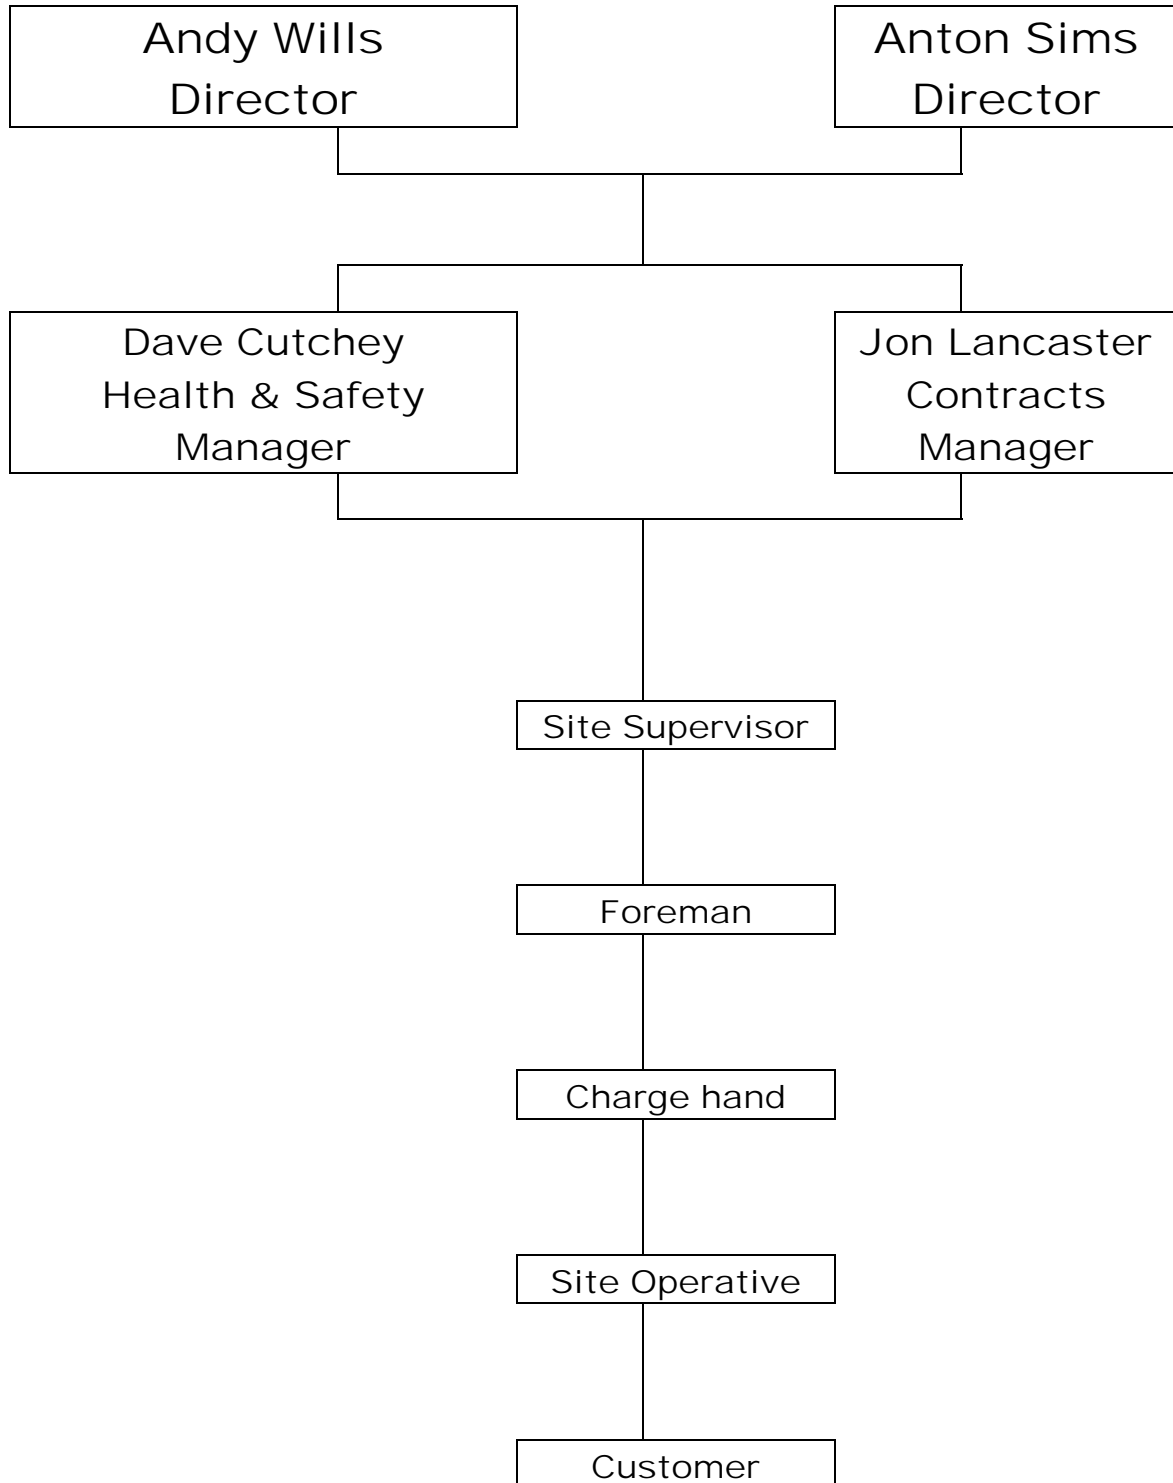 Andy Wills
Director
Anton Sims
Director
Dave Cutchey
Health & Safety
Manager
Jon Lancaster
Contracts
Manager
Site Supervisor
Foreman
Charge hand
Site Operative
Customer